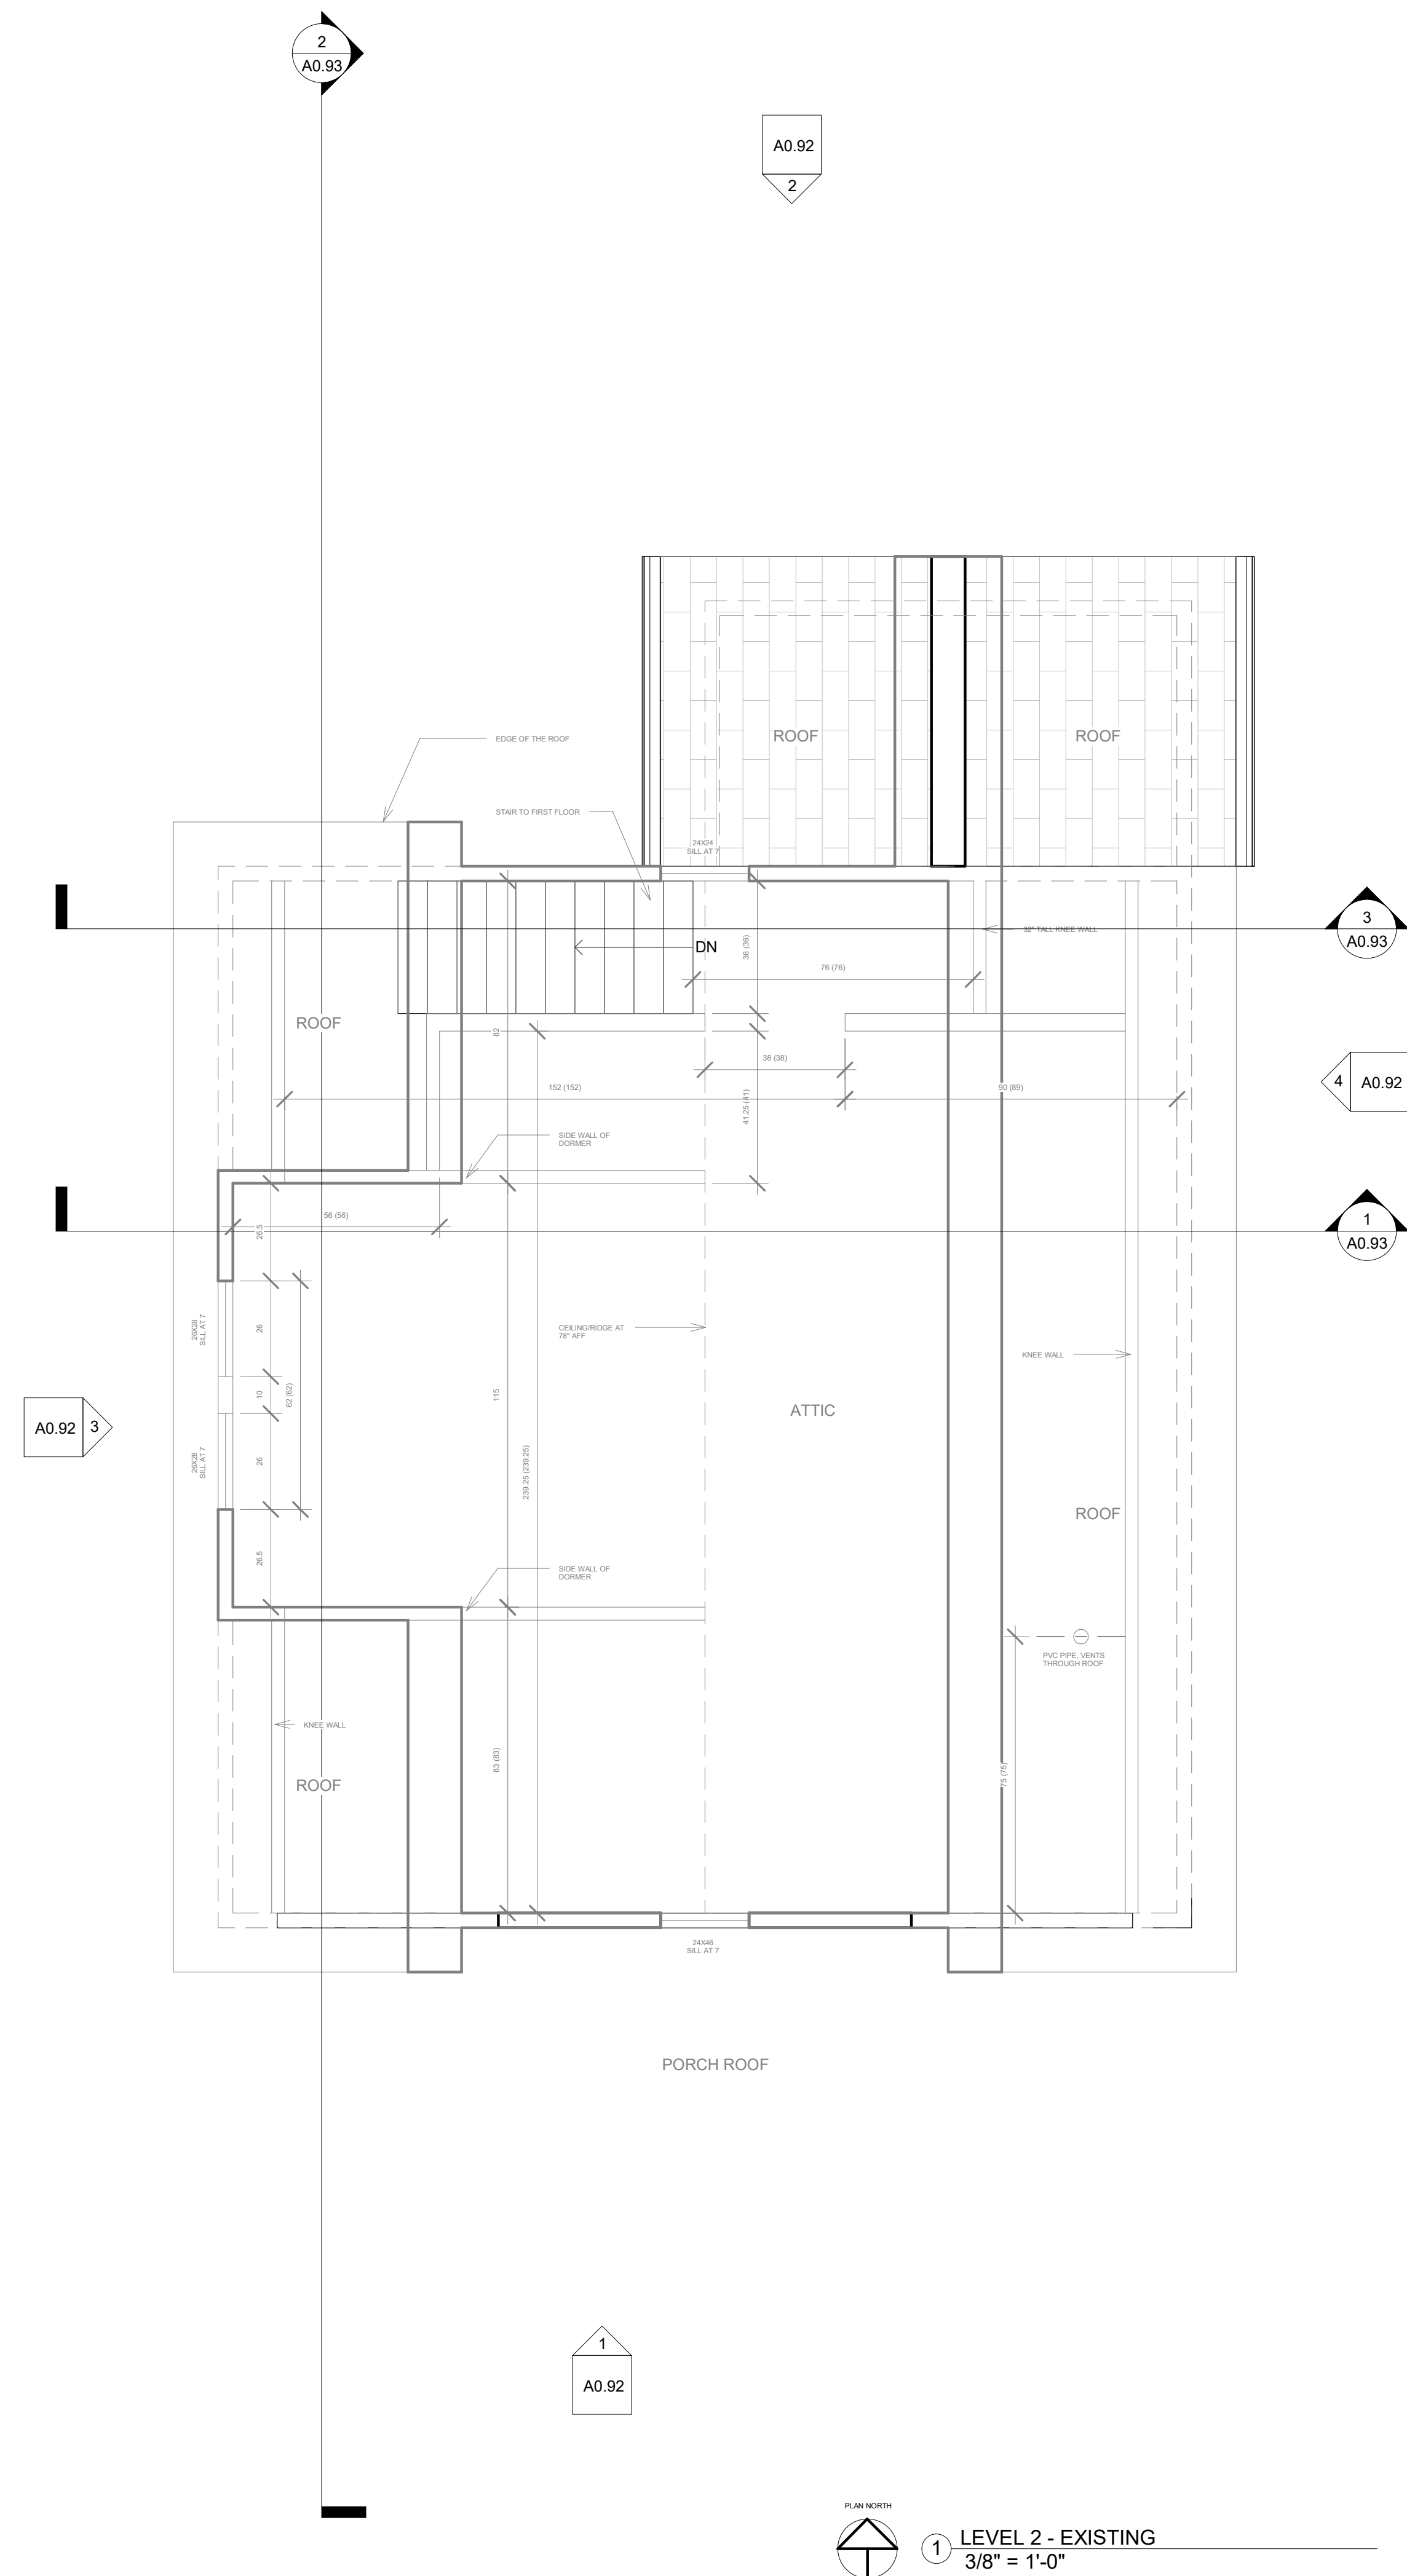 2
A0.93
A0.92
2
EDGE OF THE ROOF
ROOF
ROOF
STAIR TO FIRST FLOOR
24X24
SILL AT 7
3
A0.93
32" TALL KNEE WALL
DN
36 (36)
76 (76)
ROOF
82
38 (38)
152 (152)
90 (89)
4
A0.92
41.25 (41)
SIDE WALL OF
DORMER
56 (56)
26.5
1
A0.93
26X28
SILL AT 7
26
CEILING/RIDGE AT
78" AFF
KNEE WALL
10
62 (62)
115
ATTIC
A0.92
3
26X28
SILL AT 7
26
239.25 (239.25)
ROOF
26.5
SIDE WALL OF
DORMER
PVC PIPE, VENTS
THROUGH ROOF
KNEE WALL
83 (83)
75 (75)
ROOF
24X46
SILL AT 7
PORCH ROOF
1
A0.92
PLAN NORTH
1
LEVEL 2 - EXISTING
3/8" = 1'-0"